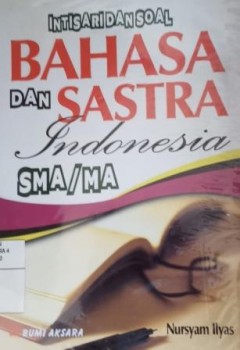 INTISARI DAN SOAL
BAHASA
DAN SASTRA
Indonesia
SMA/MA
BUMI AKSARA
Nursyam Ilyas